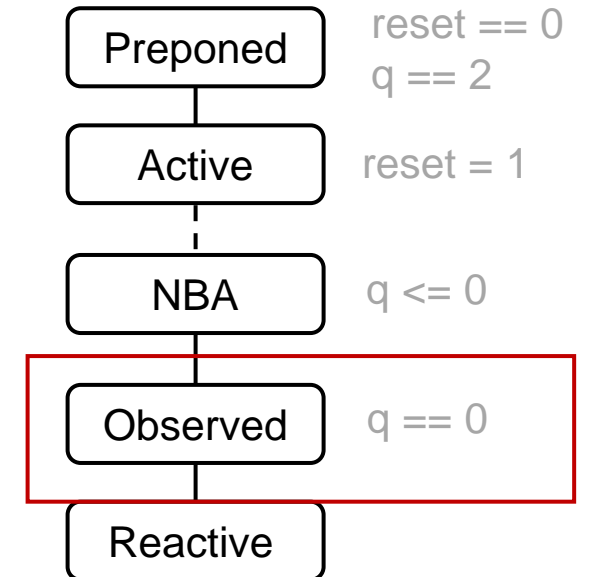 Preponed
reset == 0
q == 2
Active
reset = 1
NBA
q <= 0
Observed
q == 0
Reactive